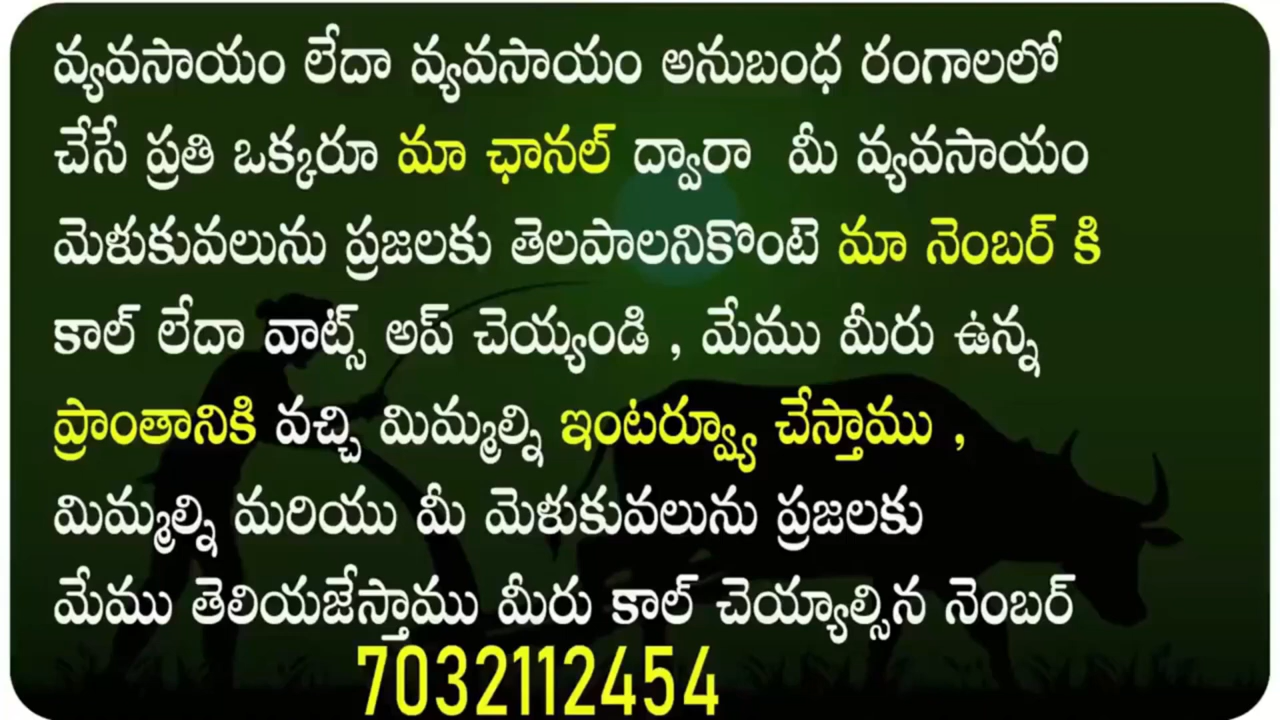 వ్యవసాయం లేదా వ్యవసాయం అనుబంధ రంగాలలో
చేసే ప్రతి ఒక్కరూ మా ఛానల్ ద్వారా మీ వ్యవసాయం
మెళుకువలును ప్రజలకు తెలపాలనికొంటె మా నెంబర్ కి
కాల్ లేదా వాట్స్ అప్ చెయ్యండి , మేము మీరు ఉన్న
ప్రాంతానికి వచ్చి మిమ్మల్ని ఇంటర్వ్యూ చేస్తాము ,
మిమ్మల్ని మరియు మీ మెళుకువలును ప్రజలకు
మేము తెలియజేస్తాము మీరు కాల్ చెయ్యాల్సిన నెంబర్
7032112454